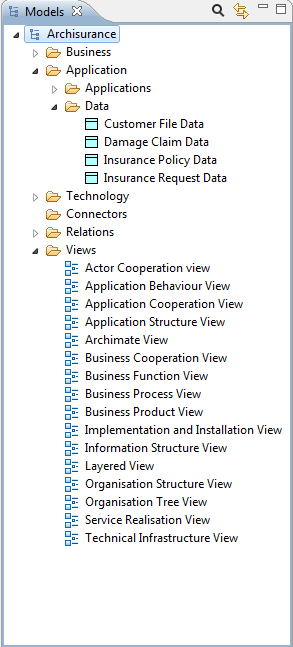 Models
Archisurance
Business
Application
Applications
Data
Customer File Data
Damage Claim Data
Insurance Policy Data
Insurance Request Data
Technology
Connectors
Relations
Views
Actor Cooperation view
Application Behaviour View
Application Cooperation View
Application Structure View
Archimate View
Business Cooperation View
Business Function View
Business Process View
Business Product View
Implementation and Installation View
Information Structure View
Layered View
Organisation Structure View
Organisation Tree View
Service Realisation View
Technical Infrastructure View